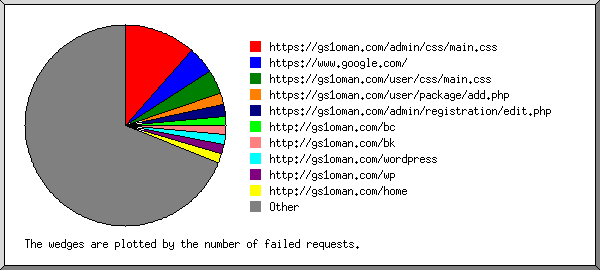 https://gs1oman.com/admin/css/main.css
https://www.google.com/
https://gs1oman.com/user/css/main.css
https://gs1oman.com/user/package/add.php
https://gs1oman.com/admin/registration/edit.php
http://gs1oman.com/bc
http://gs1oman.com/bk
http://gs1oman.com/wordpress
http://gs1oman.com/wp
http://gs1oman.com/home
Other
The wedges are plotted by the number of failed requests.